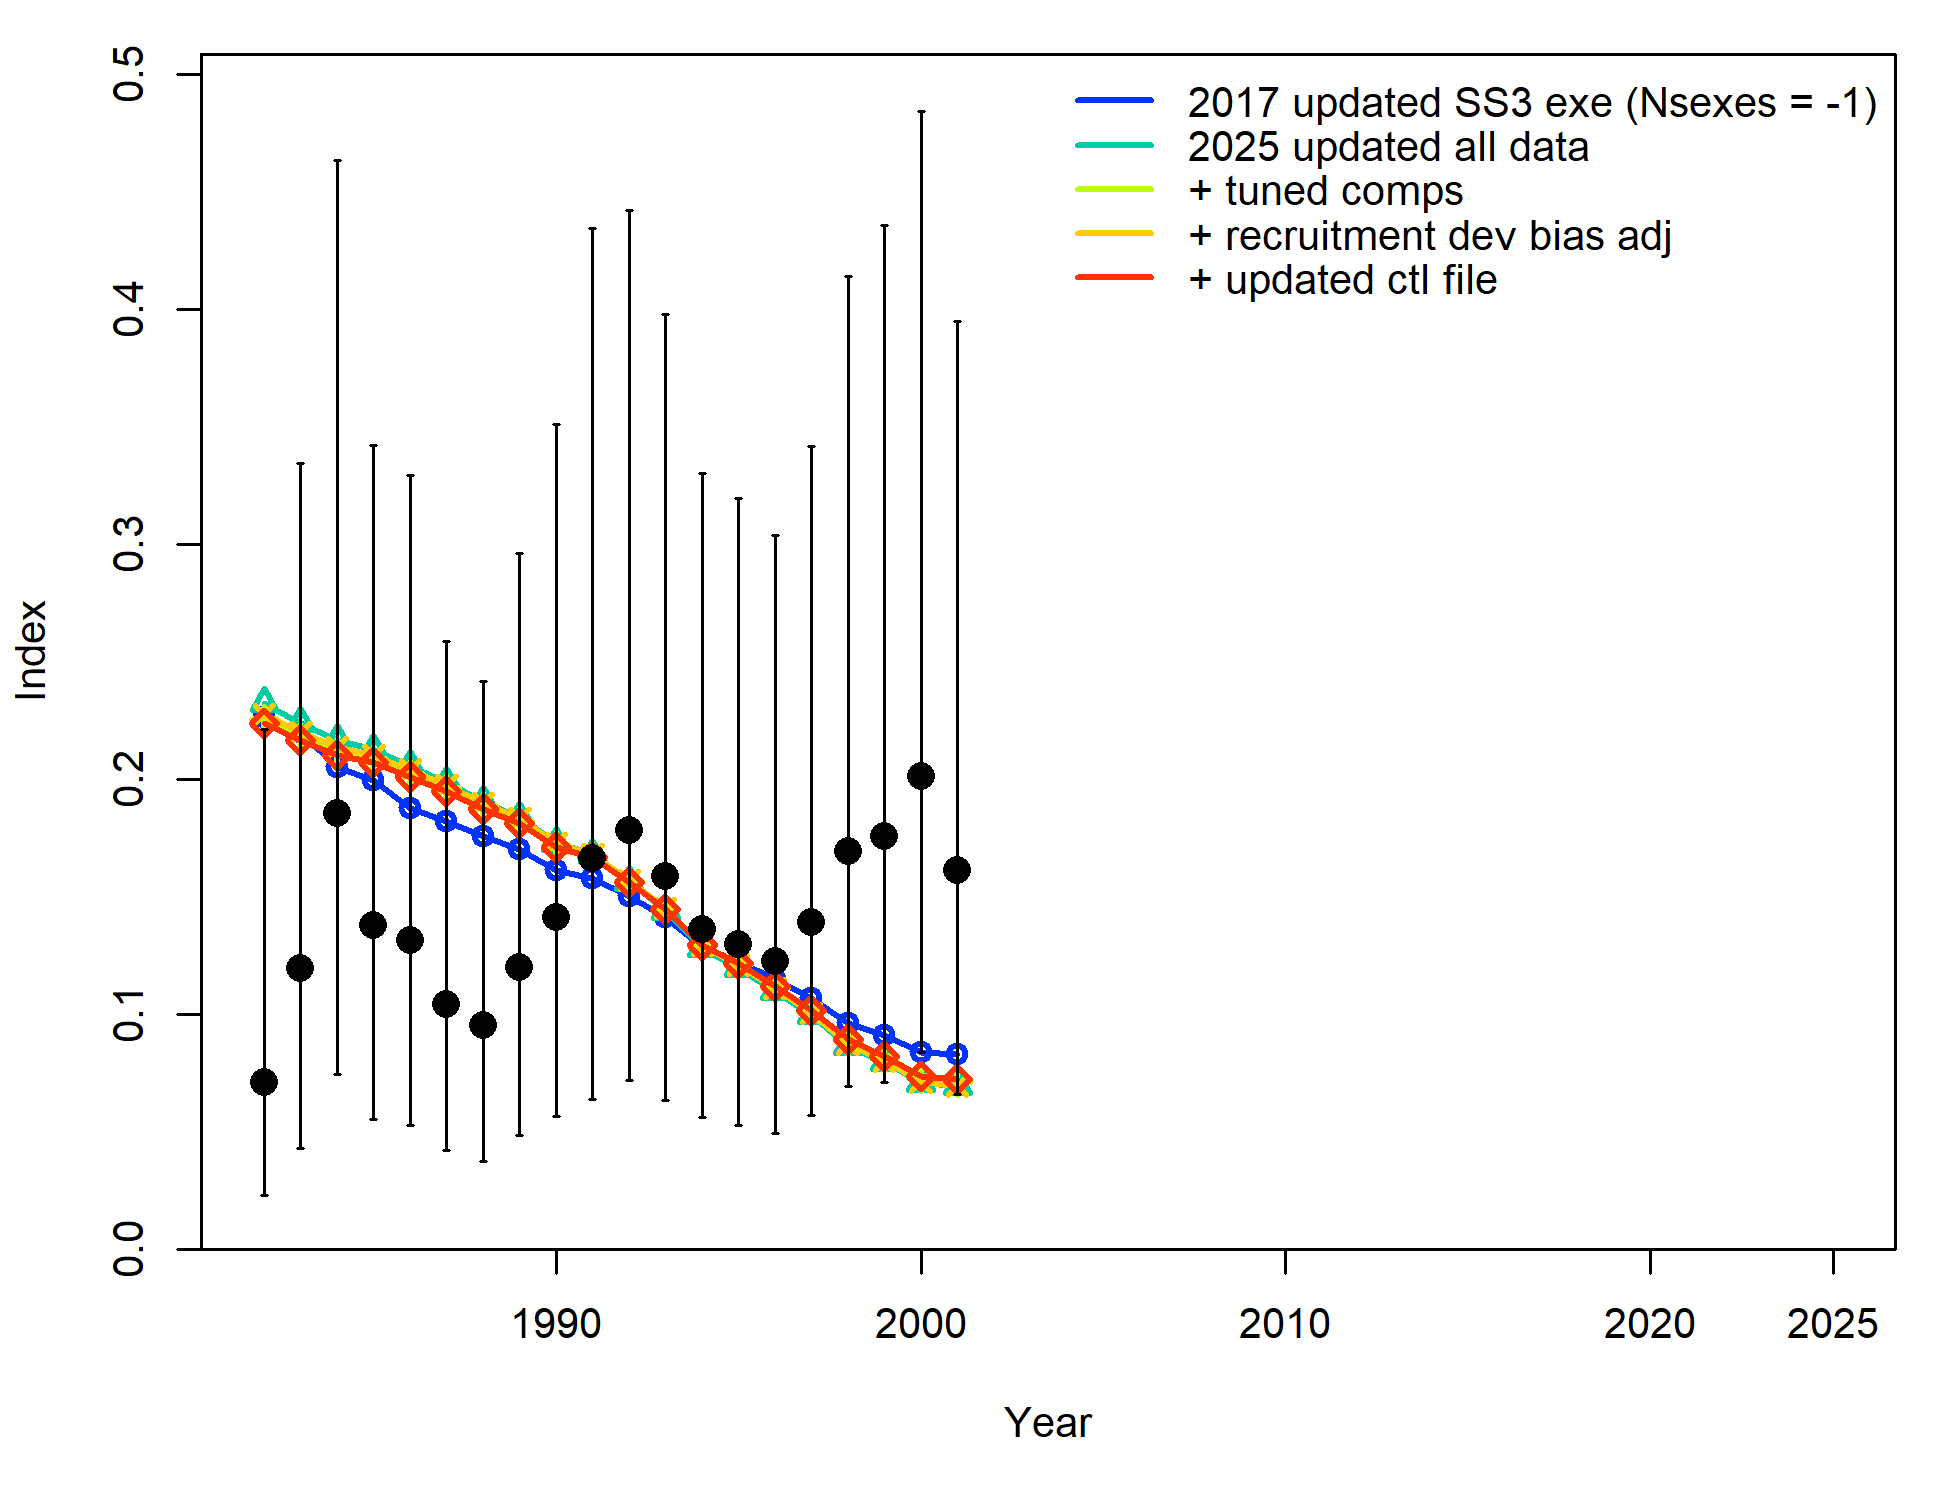 0.5
0.4
0.3
0.2
0.1
0.0
Index
2017 updated SS3 exe (Nsexes = -1)
2025 updated all data
+ tuned comps
+ recruitment dev bias adj
+ updated ctl file
1990 2000 2010 2020 2025
Year